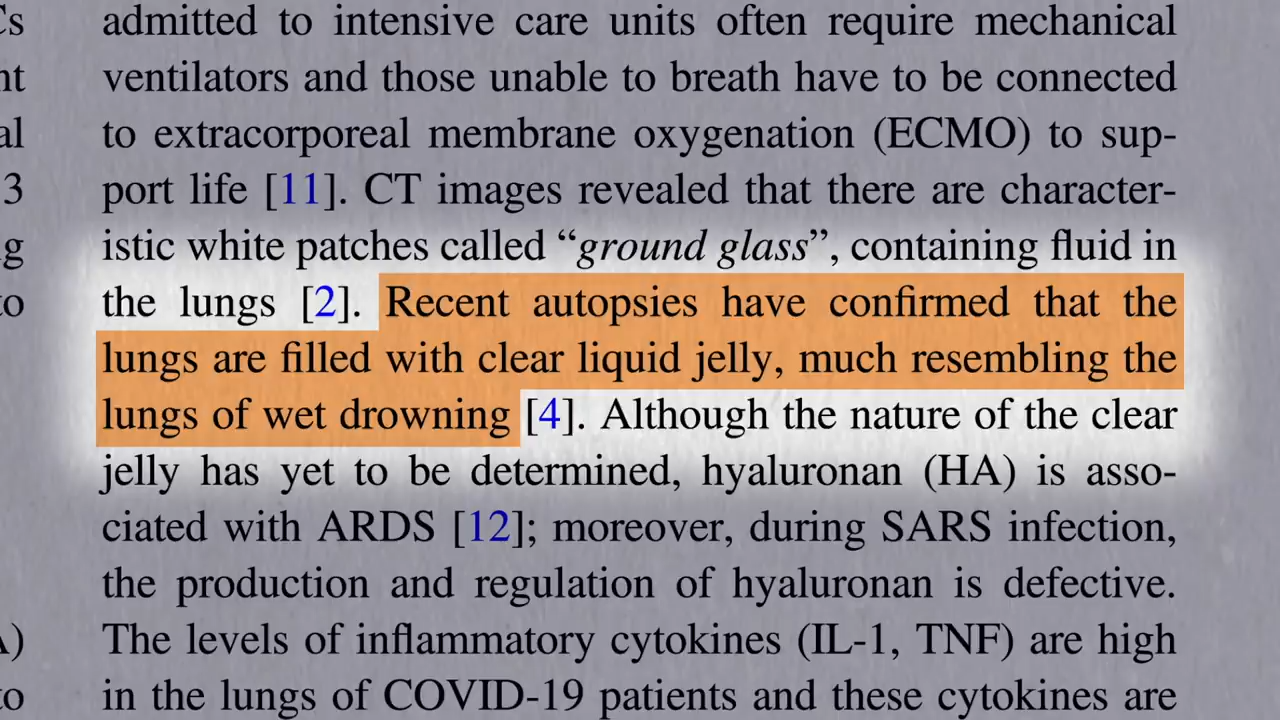 Cs
nt
al
3
g
to
A)
to
admitted to intensive care units often require mechanical
ventilators and those unable to breath have to be connected
to extracorporeal membrane oxygenation (ECMO) to sup-
port life [11]. CT images revealed that there are character-
istic white patches called “ground glass”, containing fluid in
the lungs [2]. Recent autopsies have confirmed that the
lungs are filled with clear liquid jelly, much resembling the
lungs of wet drowning [4]. Although the nature of the clear
jelly has yet to be determined, hyaluronan (HA) is asso-
ciated with ARDS [12]; moreover, during SARS infection,
the production and regulation of hyaluronan is defective.
The levels of inflammatory cytokines (IL-1, TNF) are high
in the lungs of COVID-19 patients and these cytokines are